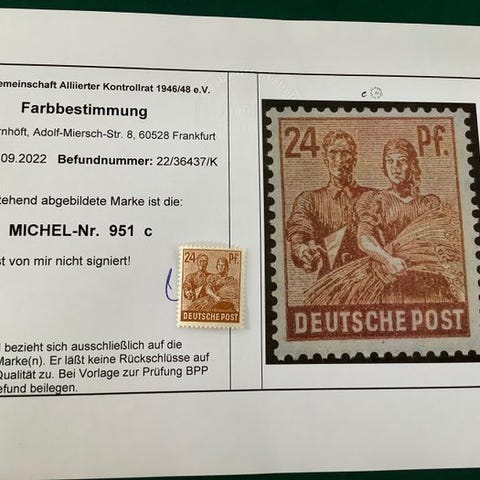 emeinschaft Alliierter Kontrollrat 1946/48 e.V.
Farbbestimmung
rnhöft, Adolf-Miersch-Str. 8, 60528 Frankfurt
.09.2022 Befundnummer: 22/36437/K
tehend abgebildete Marke ist die:
MICHEL-Nr. 951 c
st von mir nicht signiert!
l bezieht sich ausschließlich auf die
Marke(n). Er läßt keine Rückschlüsse auf
Qualität zu. Bei Vorlage zur Prüfung BPP
efund beilegen.
24 Pf.
DEUTSCHE POST
c
24 Pf.
DEUTSCHE POST